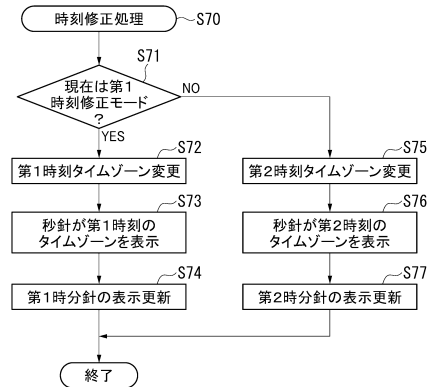 時刻修正処理
S70
S71
現在は第1
時刻修正モード
?
NO
YES
S72
第1時刻タイムゾーン変更
S75
第2時刻タイムゾーン変更
S73
秒針が第1時刻の
タイムゾーンを表示
S76
秒針が第2時刻の
タイムゾーンを表示
S74
第1時分針の表示更新
S77
第2時分針の表示更新
終了